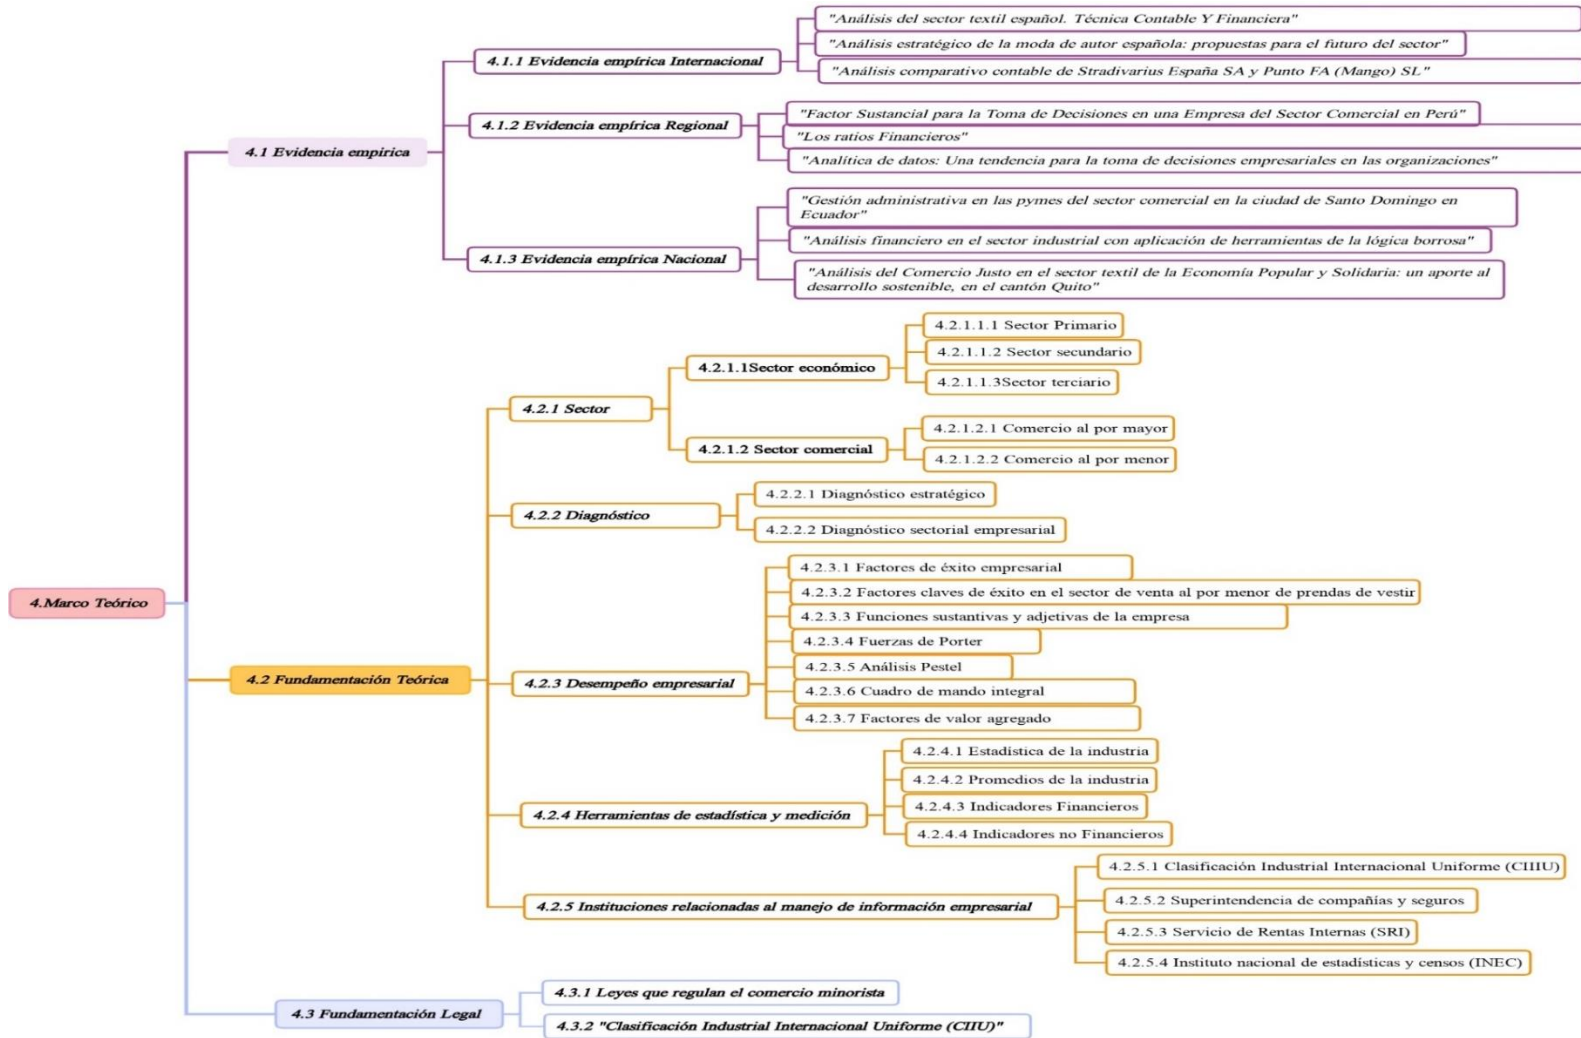 4.Marco Teórico
4.1 Evidencia empírica
4.1.1 Evidencia empírica Internacional
"Análisis del sector textil español. Técnica Contable Y Financiera"
"Análisis estratégico de la moda de autor española: propuestas para el futuro del sector"
"Análisis comparativo contable de Stradivarius España SA y Punto FA (Mango) SL"
4.1.2 Evidencia empírica Regional
"Factor Sustancial para la Toma de Decisiones en una Empresa del Sector Comercial en Perú"
"Los ratios Financieros"
"Analítica de datos: Una tendencia para la toma de decisiones empresariales en las organizaciones"
4.1.3 Evidencia empírica Nacional
"Gestión administrativa en las pymes del sector comercial en la ciudad de Santo Domingo en
Ecuador"
"Análisis financiero en el sector industrial con aplicación de herramientas de la lógica borrosa"
"Análisis del Comercio Justo en el sector textil de la Economía Popular y Solidaria: un aporte al
desarrollo sostenible, en el cantón Quito"
4.2 Fundamentación Teórica
4.2.1 Sector
4.2.1.1Sector económico
4.2.1.1.1 Sector Primario
4.2.1.1.2 Sector secundario
4.2.1.1.3Sector terciario
4.2.1.2 Sector comercial
4.2.1.2.1 Comercio al por mayor
4.2.1.2.2 Comercio al por menor
4.2.2 Diagnóstico
4.2.2.1 Diagnóstico estratégico
4.2.2.2 Diagnóstico sectorial empresarial
4.2.3 Desempeño empresarial
4.2.3.1 Factores de éxito empresarial
4.2.3.2 Factores claves de éxito en el sector de venta al por menor de prendas de vestir
4.2.3.3 Funciones sustantivas y adjetivas de la empresa
4.2.3.4 Fuerzas de Porter
4.2.3.5 Análisis Pestel
4.2.3.6 Cuadro de mando integral
4.2.3.7 Factores de valor agregado
4.2.4 Herramientas de estadística y medición
4.2.4.1 Estadística de la industria
4.2.4.2 Promedios de la industria
4.2.4.3 Indicadores Financieros
4.2.4.4 Indicadores no Financieros
4.2.5 Instituciones relacionadas al manejo de información empresarial
4.2.5.1 Clasificación Industrial Internacional Uniforme (CIIIU)
4.2.5.2 Superintendencia de compañías y seguros
4.2.5.3 Servicio de Rentas Internas (SRI)
4.2.5.4 Instituto nacional de estadísticas y censos (INEC)
4.3 Fundamentación Legal
4.3.1 Leyes que regulan el comercio minorista
4.3.2 "Clasificación Industrial Internacional Uniforme (CIIU)"